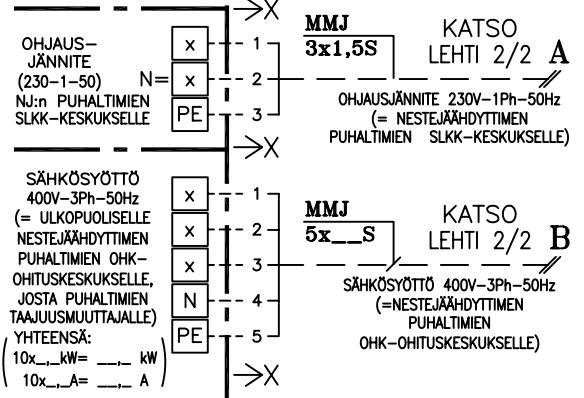 X
OHJAUS-
JÄNNITE
(230-1-50) N=
NJ:n PUHALTIMIEN
SLKK-KESKUKSELLE
x 1
x 2
PE 3
MMJ
3x1,5S
KATSO
LEHTI 2/2 A
OHJAUSJÄNNITE 230V-1Ph-50Hz
(= NESTEJÄÄHDYTTIMEN
PUHALTIMIEN SLKK-KESKUKSELLE)
X
SÄHKÖSYÖTTÖ
400V-3Ph-50Hz
(= ULKOPUOLISELLE
NESTEJÄÄHDYTTIMEN
PUHALTIMIEN OHK-
OHITUSKESKUKSELLE,
JOSTA PUHALTIMIEN
TAAJUUSMUUTTAJALLE)
YHTEENSÄ:
(10x_,_kW= __,_ kW
10x_,_A= __,_ A)
x 1
x 2
x 3
N 4
PE 5
MMJ
5x__S
KATSO
LEHTI 2/2 B
SÄHKÖSYÖTTÖ 400V-3Ph-50Hz
(=NESTEJÄÄHDYTTIMEN
PUHALTIMIEN
OHK-OHITUSKESKUKSELLE)
X